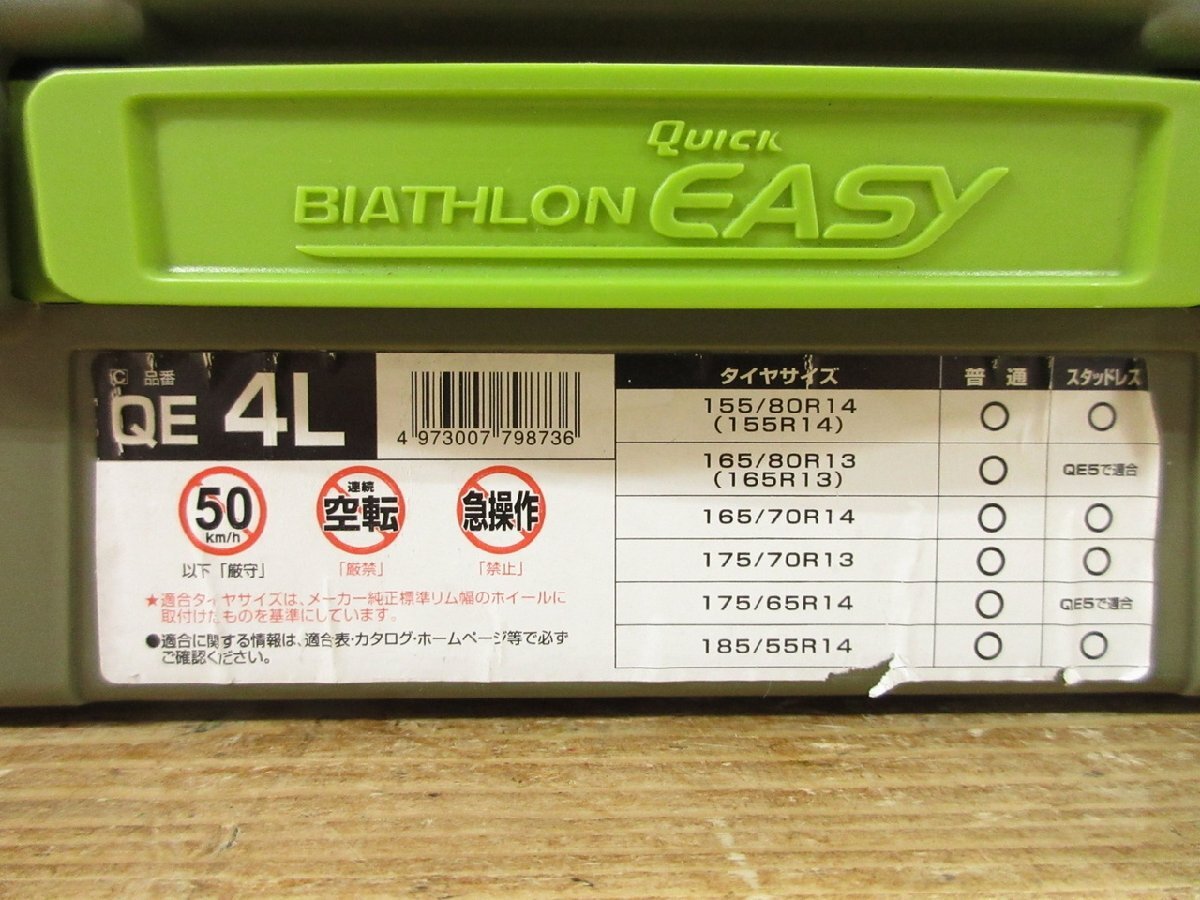 QUICK
BIATHLON EASY
C 品番
QE 4L
4 973007 798736
50
km/h
以下「厳守」
連続
空転
「厳禁」
急操作
「禁止」
★適合タイヤサイズは、メーカー純正標準リム幅のホイールに
取付けたものを基準にしています。
●適合に関する情報は、適合表・カタログ・ホームページ等で必ず
ご確認ください。
タイヤサイズ 普通 スタッドレス
155/80R14
(155R14) ○ ○
165/80R13
(165R13) ○ QE5で適合
165/70R14 ○ ○
175/70R13 ○ ○
175/65R14 ○ QE5で適合
185/55R14 ○ ○